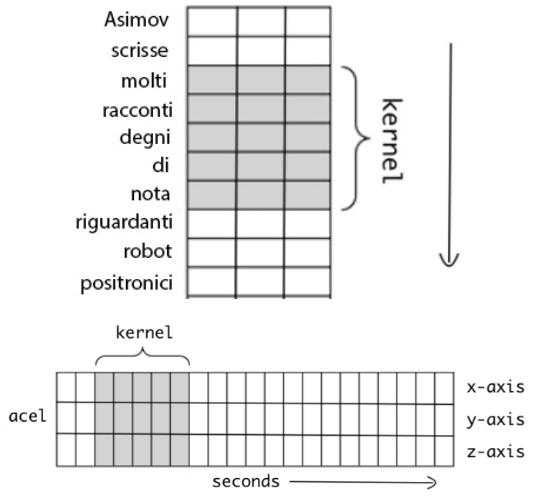 Asimov
scrisse
molti
racconti
degni
di
nota
riguardanti
robot
positronici
kernel
kernel
acel
x-axis
y-axis
z-axis
seconds